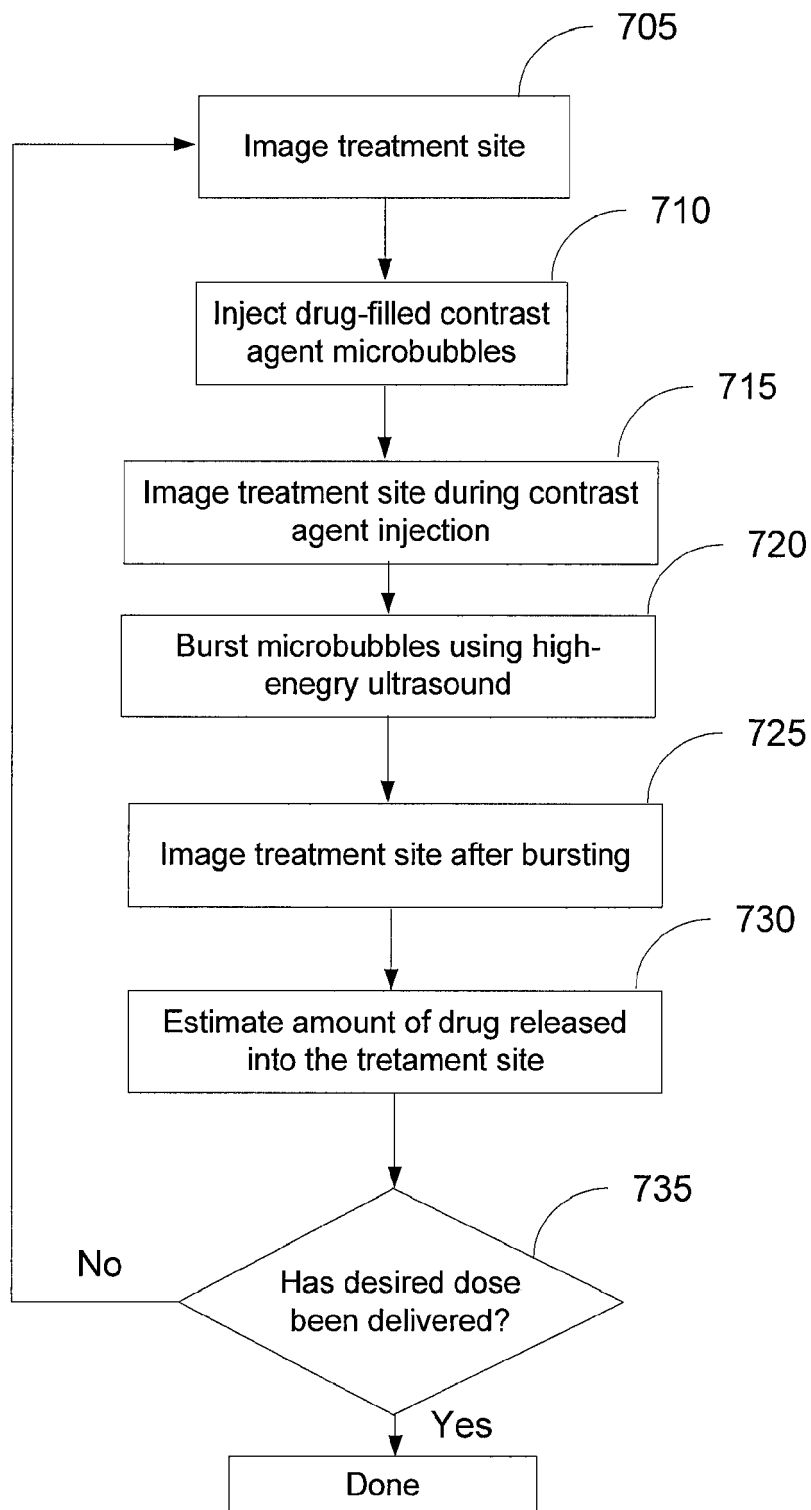 705
Image treatment site
710
Inject drug-filled contrast
agent microbubbles
715
Image treatment site during contrast
agent injection
720
Burst microbubbles using high-
enegry ultrasound
725
Image treatment site after bursting
730
Estimate amount of drug released
into the tretament site
735
No
Has desired dose
been delivered?
Yes
Done